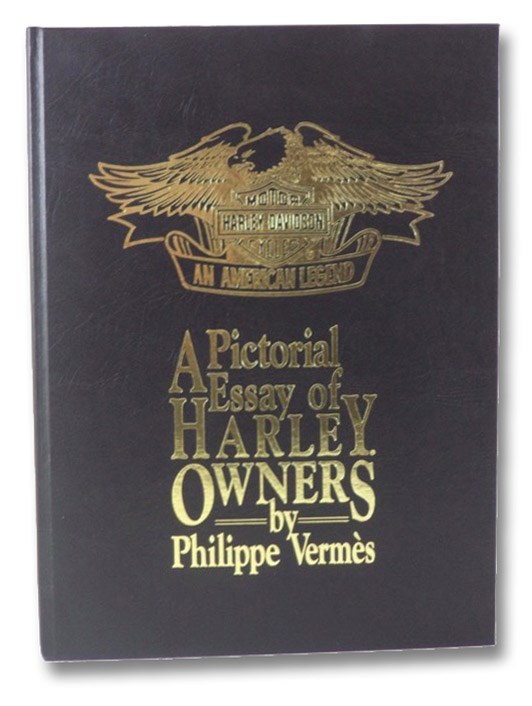 MOTOR
HARLEY-DAVIDSON
CYCLES
AN AMERICAN LEGEND
A Pictorial
Essay of
HARLEY.
OWNERS
by
Philippe Vermès